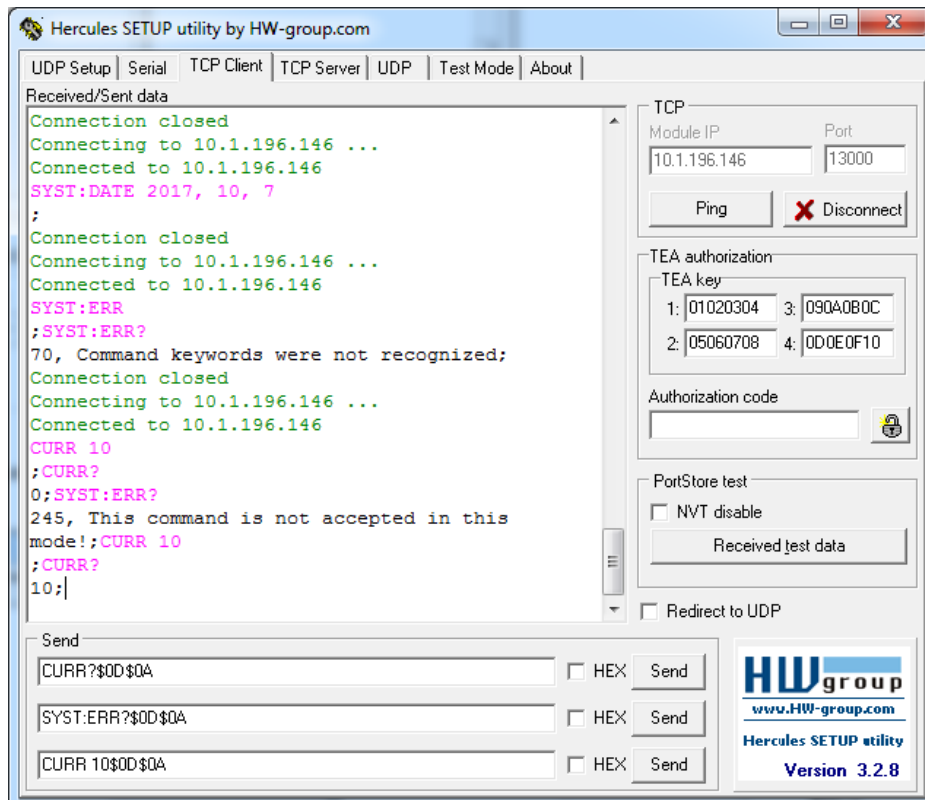 Hercules SETUP utility by HW-group.com
UDP Setup Serial TCP Client TCP Server UDP Test Mode About
Received/Sent data
Connection closed
Connecting to 10.1.196.146 ...
Connected to 10.1.196.146
SYST:DATE 2017, 10, 7
;
Connection closed
Connecting to 10.1.196.146 ...
Connected to 10.1.196.146
SYST:ERR
;SYST:ERR?
70, Command keywords were not recognized;
Connection closed
Connecting to 10.1.196.146 ...
Connected to 10.1.196.146
CURR 10
;CURR?
0;SYST:ERR?
245, This command is not accepted in this
mode!;CURR 10
;CURR?
10;
TCP
Module IP Port
10.1.196.146 13000
Ping Disconnect
TEA authorization
TEA key
1: 01020304 3: 090A0B0C
2: 05060708 4: 0D0E0F10
Authorization code
PortStore test
NVT disable
Received test data
Redirect to UDP
Send
CURR?$0D$0A HEX Send
SYST:ERR?$0D$0A HEX Send
CURR 10$0D$0A HEX Send
HW group
www.HW-group.com
Hercules SETUP utility
Version 3.2.8